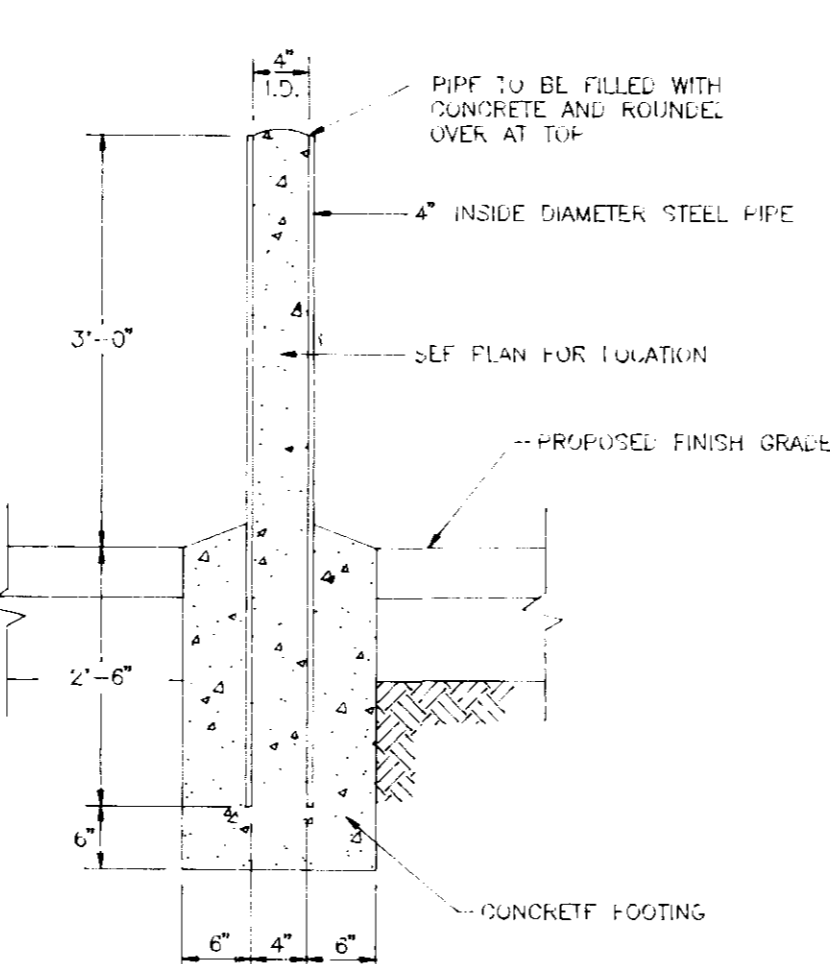 4"
I.D.
PIPE TO BE FILLED WITH
CONCRETE AND ROUNDED
OVER AT TOP
4" INSIDE DIAMETER STEEL PIPE
3'-0"
SEE PLAN FOR LOCATION
PROPOSED FINISH GRADE
2'-6"
6"
CONCRETE FOOTING
6" 4" 6"